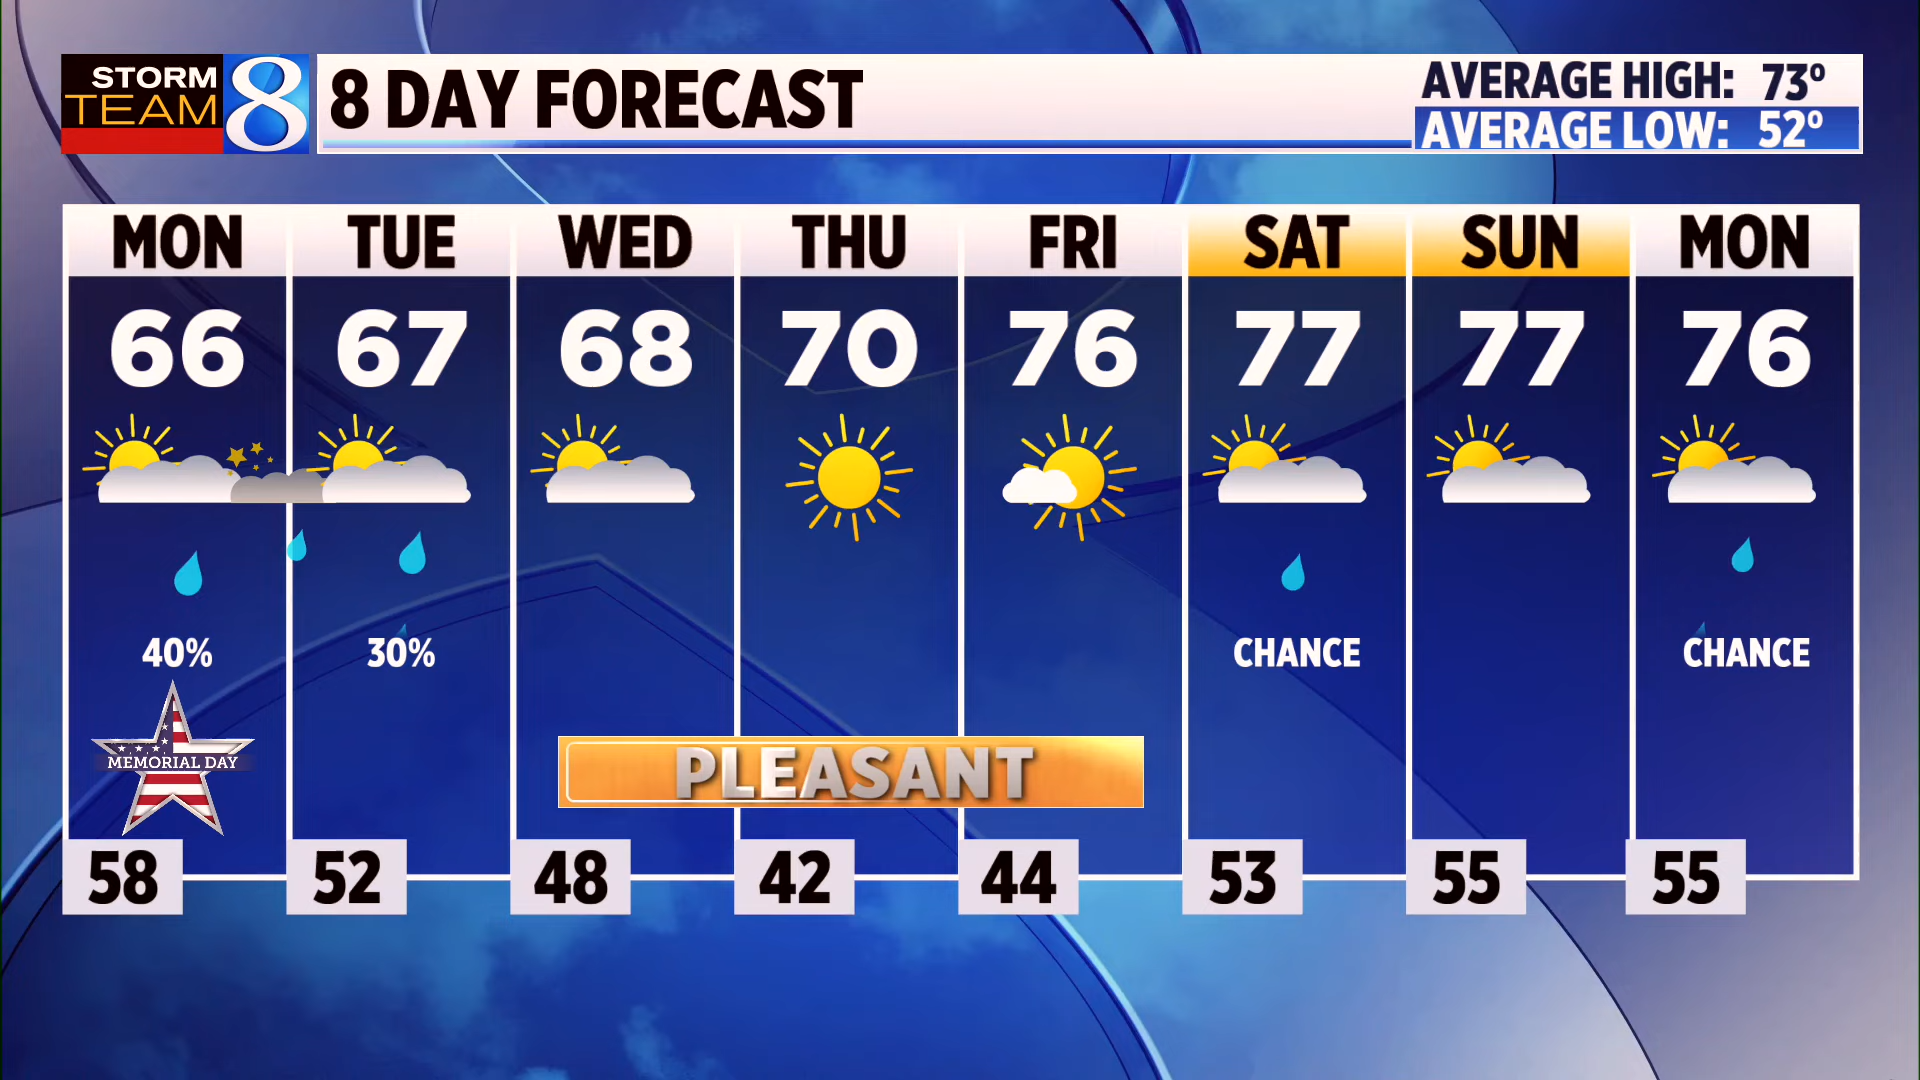 STORM
TEAM 8
8 DAY FORECAST
AVERAGE HIGH: 73°
AVERAGE LOW: 52°
MON TUE WED THU FRI SAT SUN MON
66 67 68 70 76 77 77 76
40% 30% CHANCE CHANCE
MEMORIAL DAY
PLEASANT
58 52 48 42 44 53 55 55